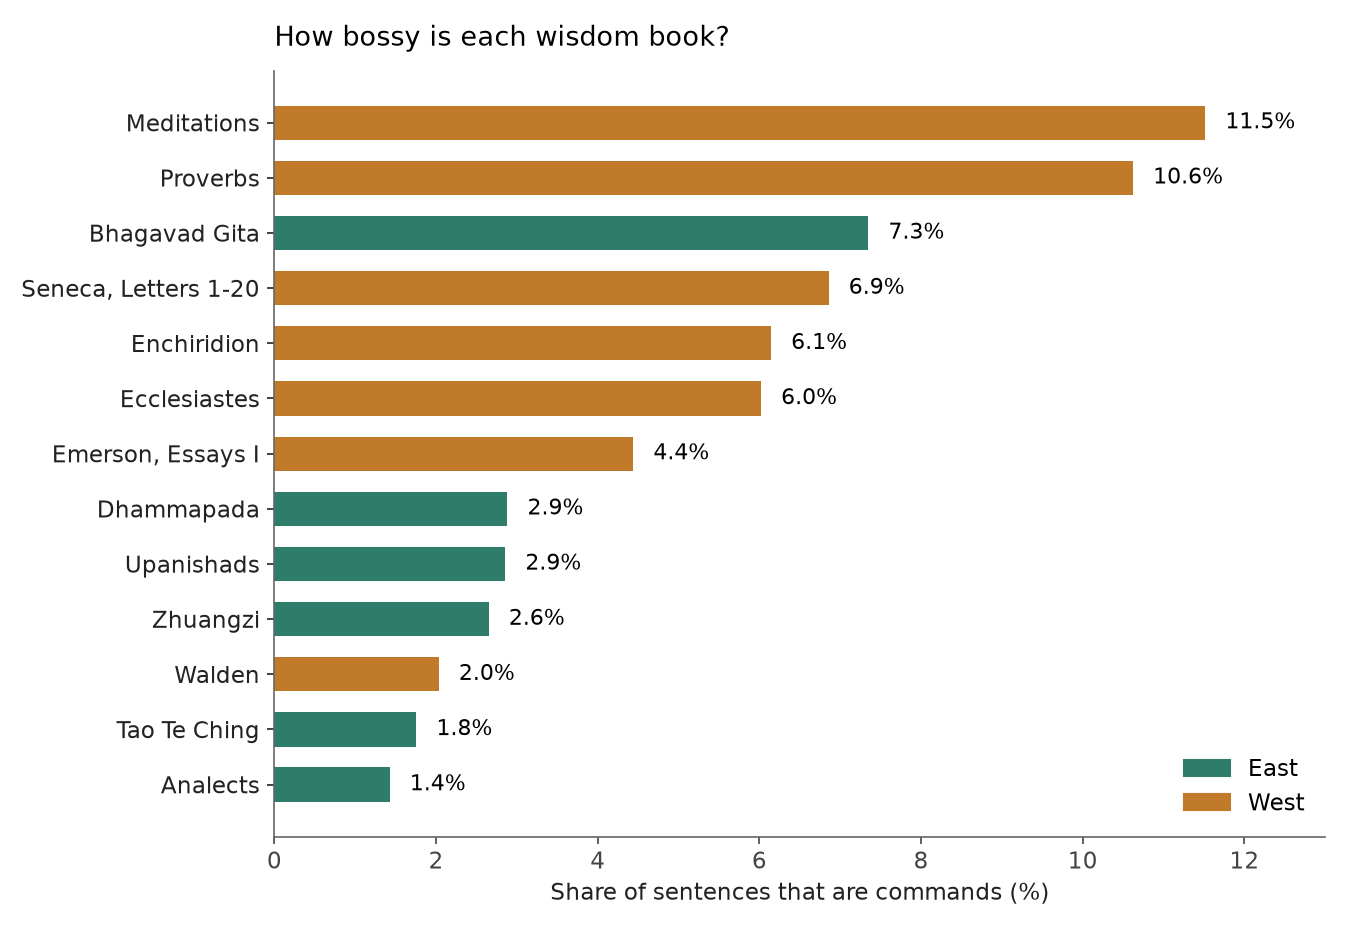 How bossy is each wisdom book?
Meditations 11.5%
Proverbs 10.6%
Bhagavad Gita 7.3%
Seneca, Letters 1-20 6.9%
Enchiridion 6.1%
Ecclesiastes 6.0%
Emerson, Essays I 4.4%
Dhammapada 2.9%
Upanishads 2.9%
Zhuangzi 2.6%
Walden 2.0%
Tao Te Ching 1.8%
Analects 1.4%
East
West
0 2 4 6 8 10 12
Share of sentences that are commands (%)